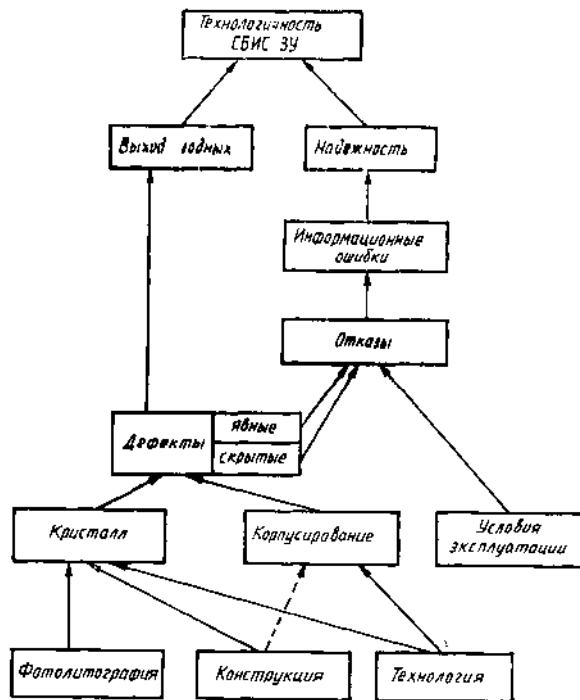 Технологичность
СБИС ЗУ
Выход годных
Надежность
Информационные
ошибки
Отказы
Дефекты
явные
скрытые
Кристалл
Корпусирование
Условия
эксплуатации
Фотолитография
Конструкция
Технология